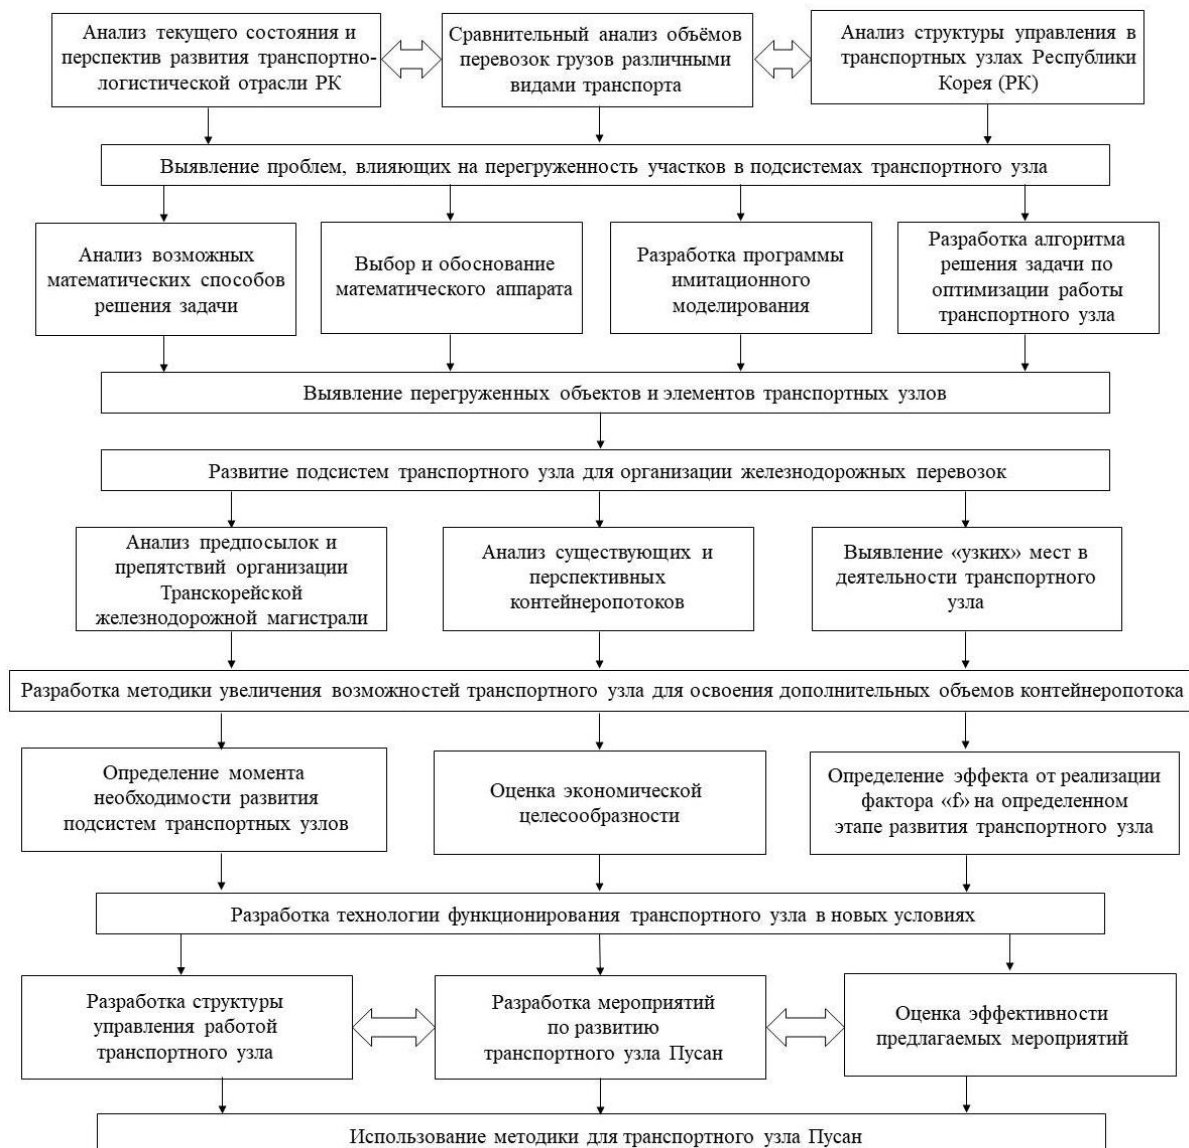 Анализ текущего состояния и
перспектив развития транспортно-
логистической отрасли РК
Сравнительный анализ объёмов
перевозок грузов различными
видами транспорта
Анализ структуры управления в
транспортных узлах Республики
Корея (РК)
Выявление проблем, влияющих на перегруженность участков в подсистемах транспортного узла
Анализ возможных
математических способов
решения задачи
Выбор и обоснование
математического аппарата
Разработка программы
имитационного
моделирования
Разработка алгоритма
решения задачи по
оптимизации работы
транспортного узла
Выявление перегруженных объектов и элементов транспортных узлов
Развитие подсистем транспортного узла для организации железнодорожных перевозок
Анализ предпосылок и
препятствий организации
Транскорейской
железнодорожной магистрали
Анализ существующих и
перспективных
контейнеропотоков
Выявление «узких» мест в
деятельности транспортного
узла
Разработка методики увеличения возможностей транспортного узла для освоения дополнительных объемов контейнеропотока
Определение момента
необходимости развития
подсистем транспортных узлов
Оценка экономической
целесообразности
Определение эффекта от реализации
фактора «f» на определенном
этапе развития транспортного узла
Разработка технологии функционирования транспортного узла в новых условиях
Разработка структуры
управления работой
транспортного узла
Разработка мероприятий
по развитию
транспортного узла Пусан
Оценка эффективности
предлагаемых мероприятий
Использование методики для транспортного узла Пусан